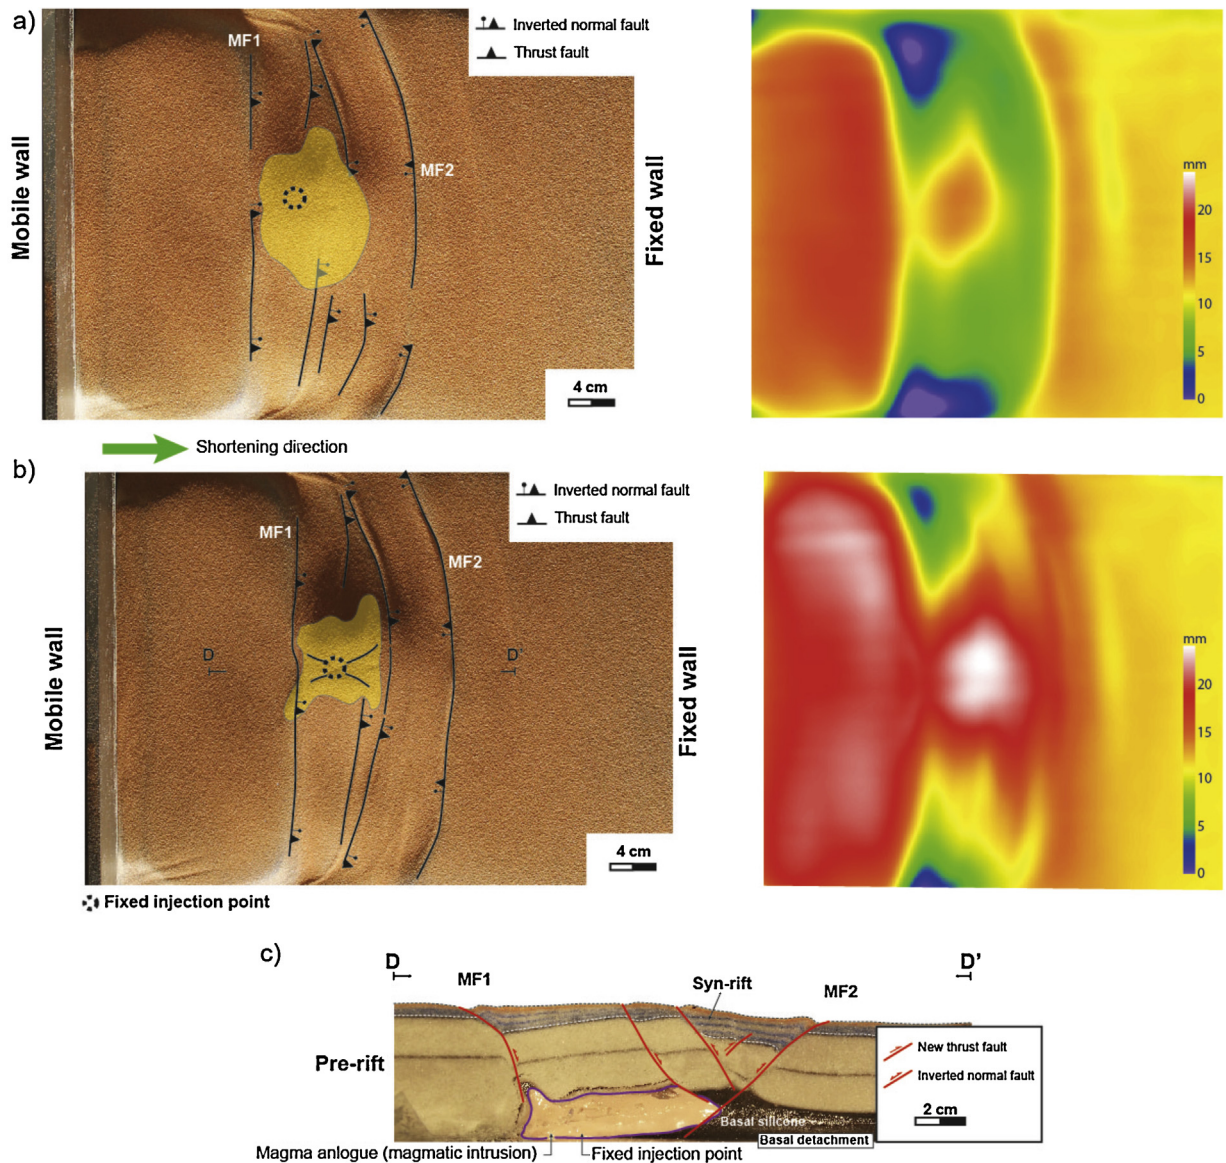 a)
MF1
MF2
Inverted normal fault
Thrust fault
Mobile wall
Fixed wall
4 cm
mm
20
15
10
5
0
Shortening direction
b)
MF1
MF2
D
D'
Inverted normal fault
Thrust fault
Mobile wall
Fixed wall
4 cm
Fixed injection point
mm
20
15
10
5
0
c)
D
D'
MF1
Syn-rift
MF2
Pre-rift
New thrust fault
Inverted normal fault
2 cm
Basal silicone
Basal detachment
Magma anlogue (magmatic intrusion)
Fixed injection point